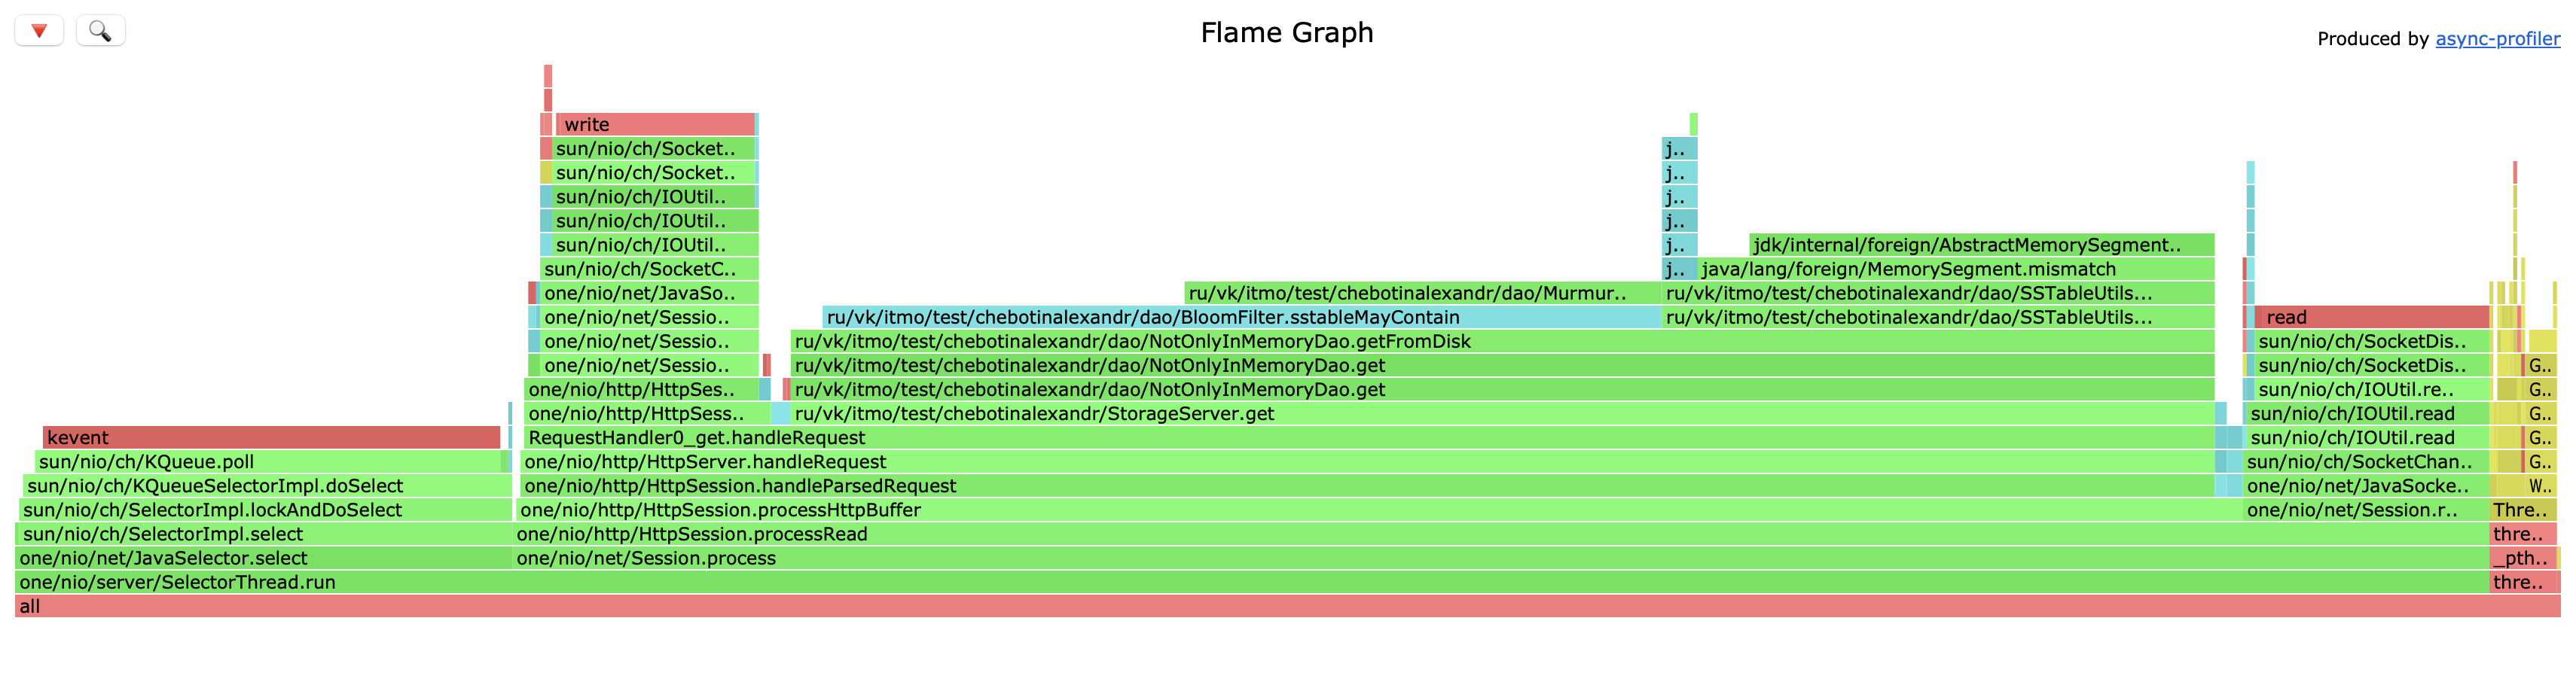 Flame Graph
Produced by async-profiler
write
sun/nio/ch/Socket.. j..
sun/nio/ch/Socket.. j..
sun/nio/ch/IOUtil.. j..
sun/nio/ch/IOUtil.. j..
sun/nio/ch/IOUtil.. j.. jdk/internal/foreign/AbstractMemorySegment..
sun/nio/ch/SocketC.. j.. java/lang/foreign/MemorySegment.mismatch
one/nio/net/JavaSo.. ru/vk/itmo/test/chebotinalexandr/dao/Murmur.. ru/vk/itmo/test/chebotinalexandr/dao/SSTableUtils...
one/nio/net/Sessio.. ru/vk/itmo/test/chebotinalexandr/dao/BloomFilter.sstableMayContain ru/vk/itmo/test/chebotinalexandr/dao/SSTableUtils... read
one/nio/net/Sessio.. ru/vk/itmo/test/chebotinalexandr/dao/NotOnlyInMemoryDao.getFromDisk sun/nio/ch/SocketDis..
one/nio/net/Sessio.. ru/vk/itmo/test/chebotinalexandr/dao/NotOnlyInMemoryDao.get sun/nio/ch/SocketDis.. G..
one/nio/http/HttpSes.. ru/vk/itmo/test/chebotinalexandr/dao/NotOnlyInMemoryDao.get sun/nio/ch/IOUtil.re.. G..
one/nio/http/HttpSess.. ru/vk/itmo/test/chebotinalexandr/StorageServer.get sun/nio/ch/IOUtil.read G..
kevent RequestHandler0_get.handleRequest sun/nio/ch/IOUtil.read G..
sun/nio/ch/KQueue.poll one/nio/http/HttpServer.handleRequest sun/nio/ch/SocketChan.. G..
sun/nio/ch/KQueueSelectorImpl.doSelect one/nio/http/HttpSession.handleParsedRequest one/nio/net/JavaSocke.. W..
sun/nio/ch/SelectorImpl.lockAndDoSelect one/nio/http/HttpSession.processHttpBuffer one/nio/net/Session.r.. Thre..
sun/nio/ch/SelectorImpl.select one/nio/http/HttpSession.processRead thre..
one/nio/net/JavaSelector.select one/nio/net/Session.process _pth..
one/nio/server/SelectorThread.run thre..
all